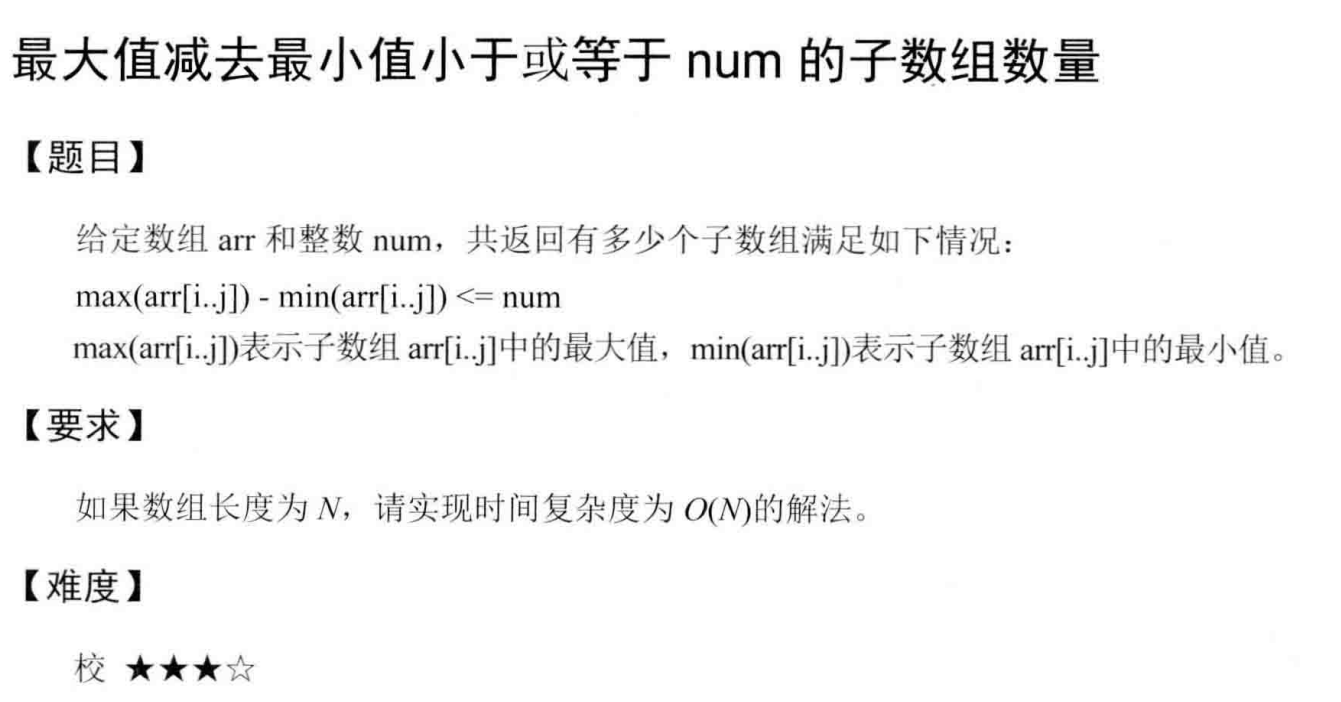 最大值减去最小值小于或等于 num 的子数组数量
【题目】
给定数组 arr 和整数 num，共返回有多少个子数组满足如下情况：
max(arr[i..j]) - min(arr[i..j]) <= num
max(arr[i..j])表示子数组 arr[i..j]中的最大值，min(arr[i..j])表示子数组 arr[i..j]中的最小值。
【要求】
如果数组长度为 N，请实现时间复杂度为 O(N)的解法。
【难度】
校 ★★★☆